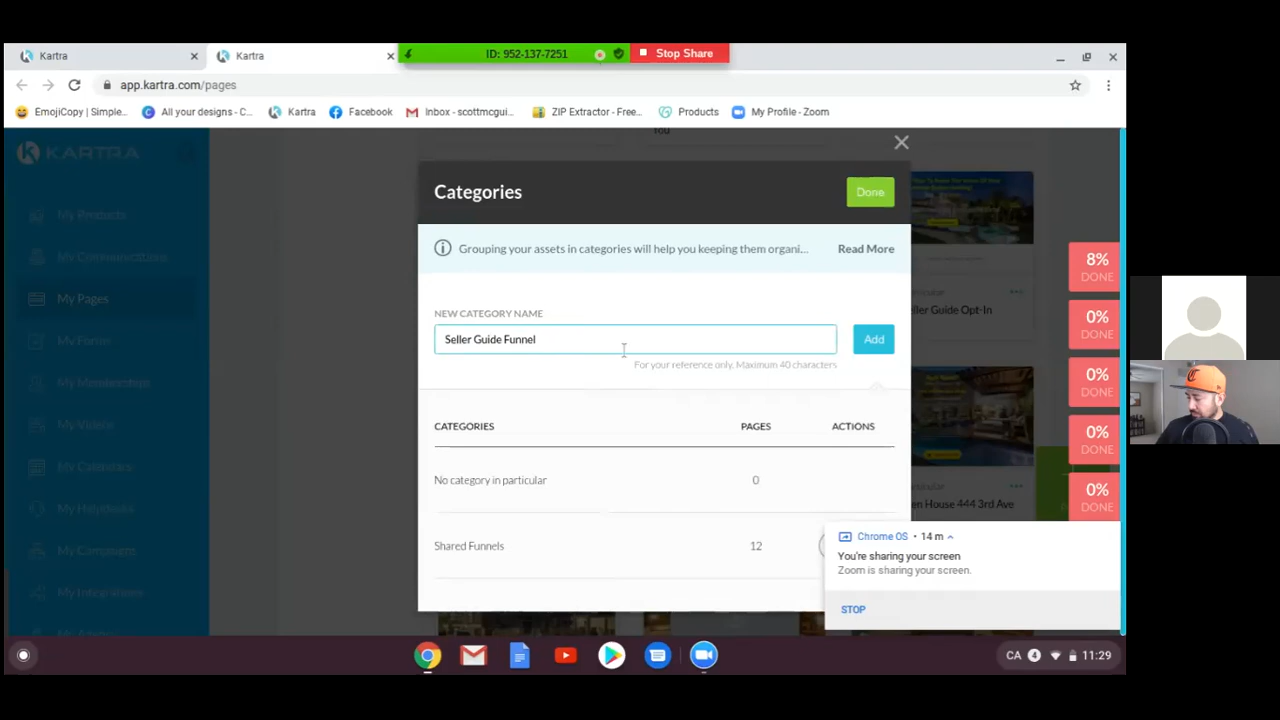 Kartra
Kartra
ID: 952-137-7251
Stop Share
app.kartra.com/pages
EmojiCopy | Simple...
All your designs - C...
Kartra
Facebook
Inbox - scottmcgui...
ZIP Extractor - Free...
Products
My Profile - Zoom
KARTRA
You
Categories
Done
My Products
Grouping your assets in categories will help you keeping them organi...
Read More
My Communications
8%
DONE
My Pages
NEW CATEGORY NAME
eller Guide Opt-In
0%
DONE
My Forms
Seller Guide Funnel
Add
For your reference only. Maximum 40 characters
My Memberships
0%
DONE
My Videos
CATEGORIES
PAGES
ACTIONS
0%
DONE
My Calendars
No category in particular
0
0%
DONE
My Helpdesks
en House 444 3rd Ave
My Campaigns
Shared Funnels
12
Chrome OS • 14 m
You're sharing your screen
Zoom is sharing your screen.
My Integrations
STOP
CA
4
11:29